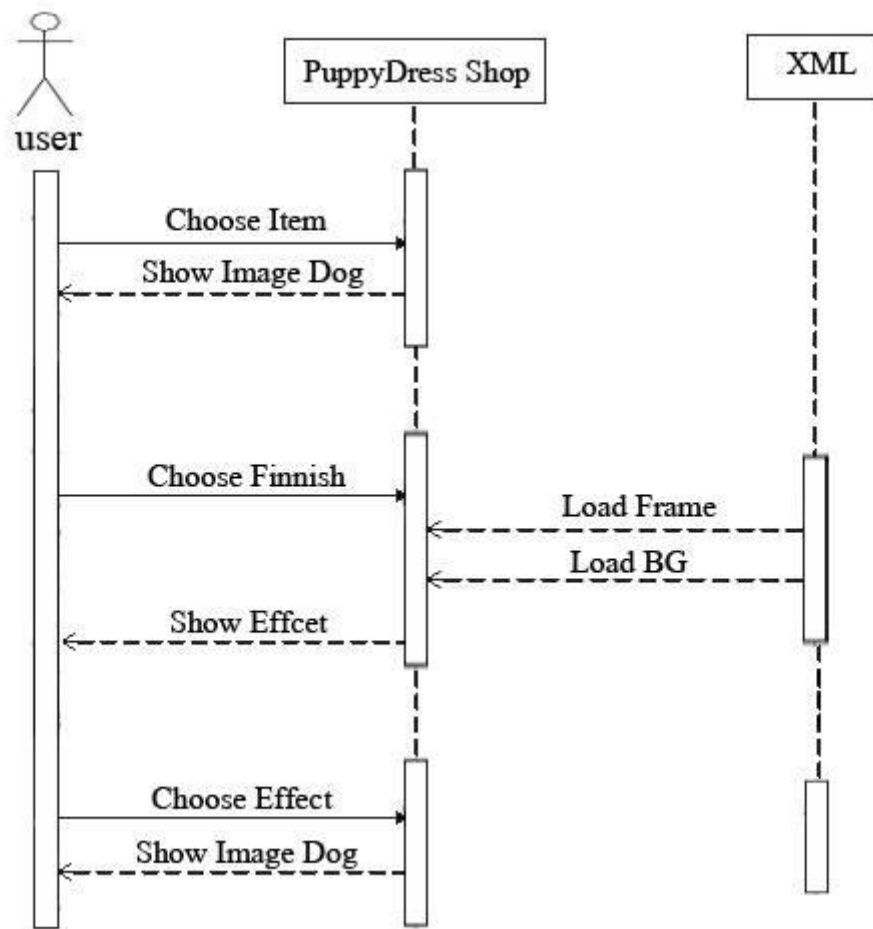 PuppyDress Shop
XML
user
Choose Item
Show Image Dog
Choose Finnish
Load Frame
Load BG
Show Effcet
Choose Effect
Show Image Dog